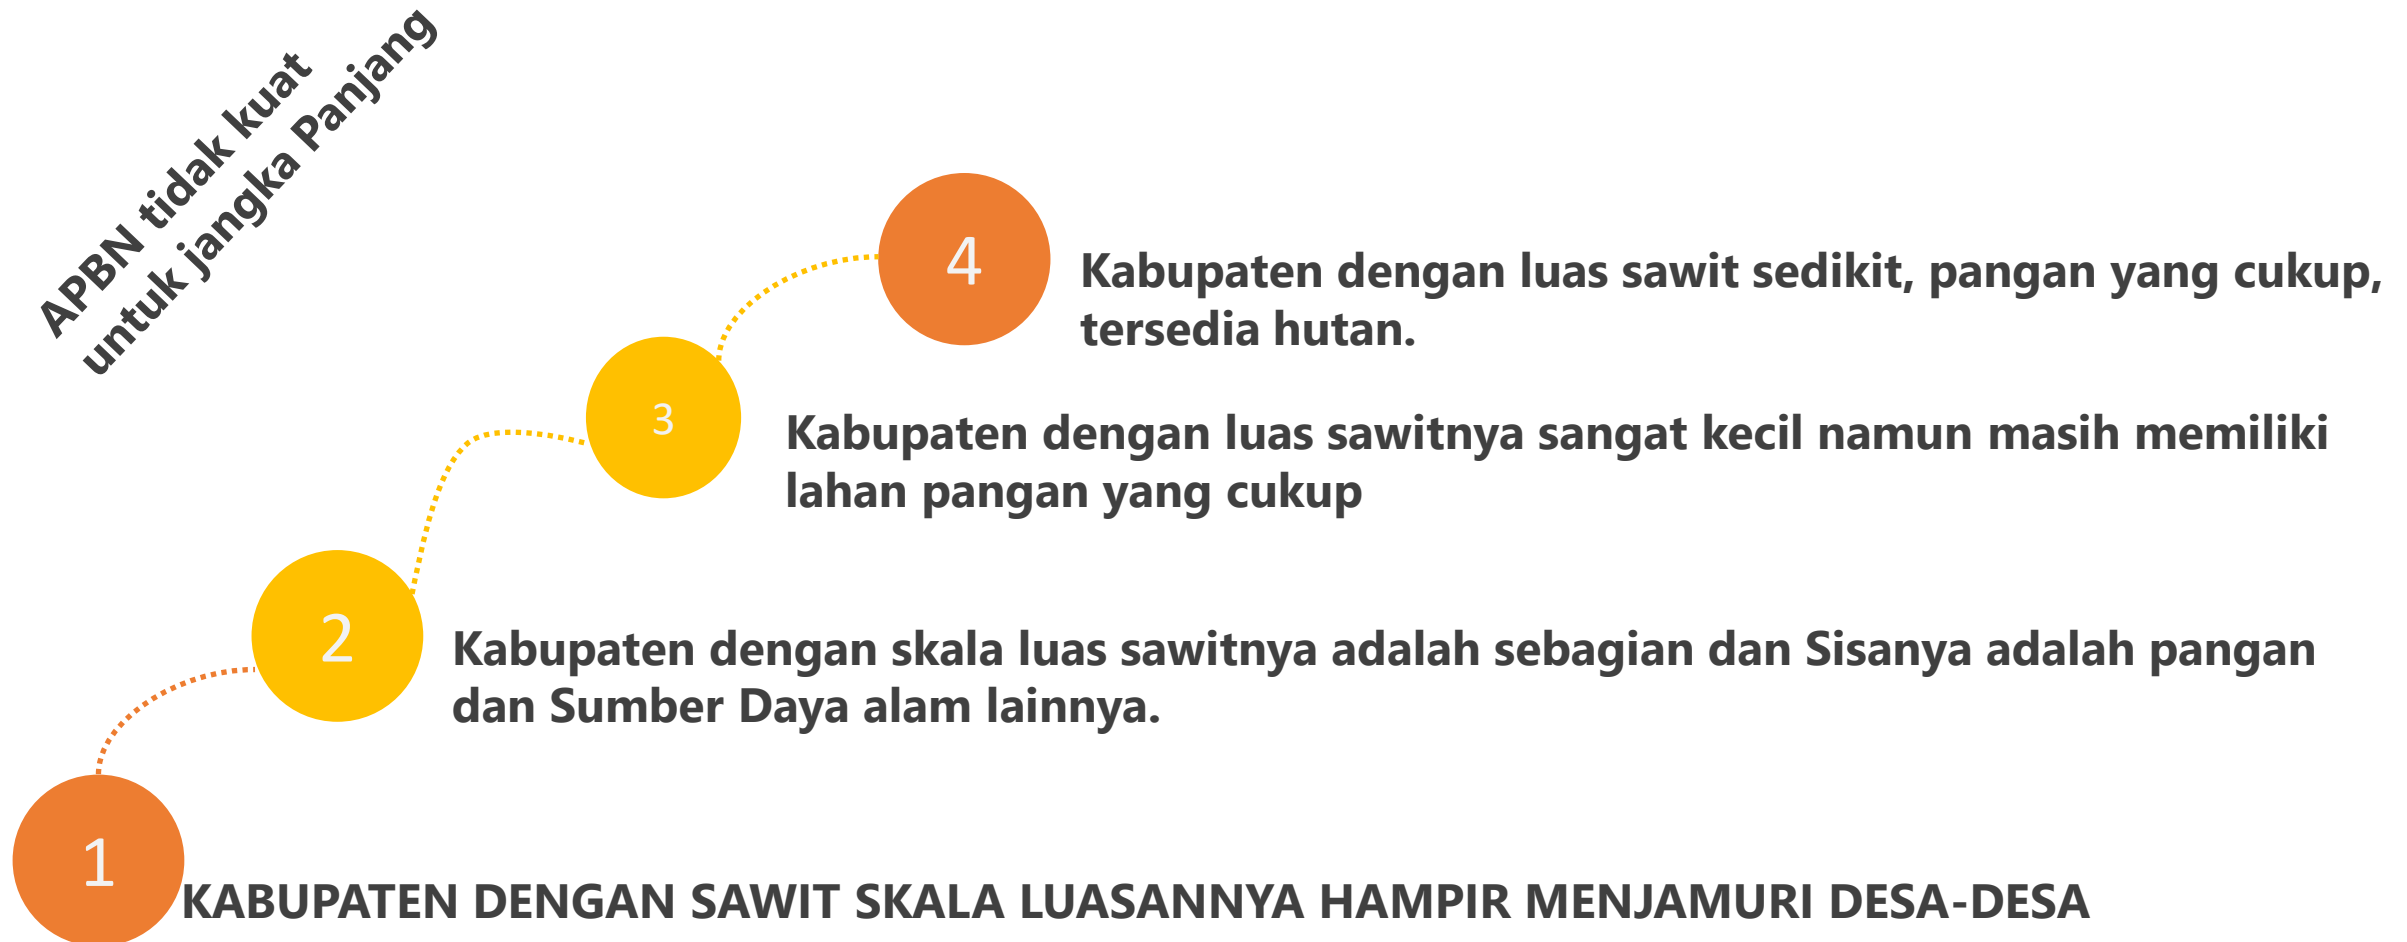 APBN tidak kuat
untuk jangka Panjang
4
Kabupaten dengan luas sawit sedikit, pangan yang cukup,
tersedia hutan.
3
Kabupaten dengan luas sawitnya sangat kecil namun masih memiliki
lahan pangan yang cukup
2
Kabupaten dengan skala luas sawitnya adalah sebagian dan Sisanya adalah pangan
dan Sumber Daya alam lainnya.
1
KABUPATEN DENGAN SAWIT SKALA LUASANNYA HAMPIR MENJAMURI DESA-DESA